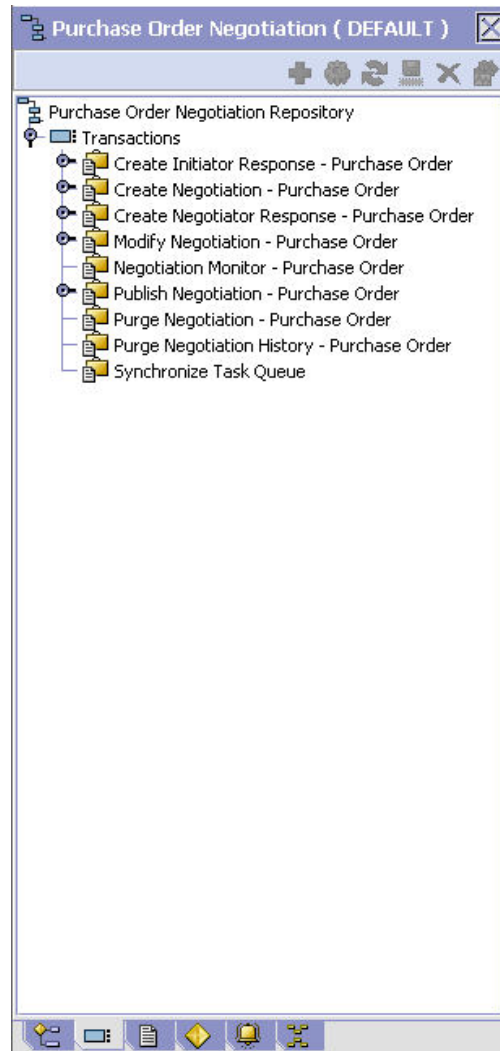 Purchase Order Negotiation ( DEFAULT )
Purchase Order Negotiation Repository
Transactions
Create Initiator Response - Purchase Order
Create Negotiation - Purchase Order
Create Negotiator Response - Purchase Order
Modify Negotiation - Purchase Order
Negotiation Monitor - Purchase Order
Publish Negotiation - Purchase Order
Purge Negotiation - Purchase Order
Purge Negotiation History - Purchase Order
Synchronize Task Queue